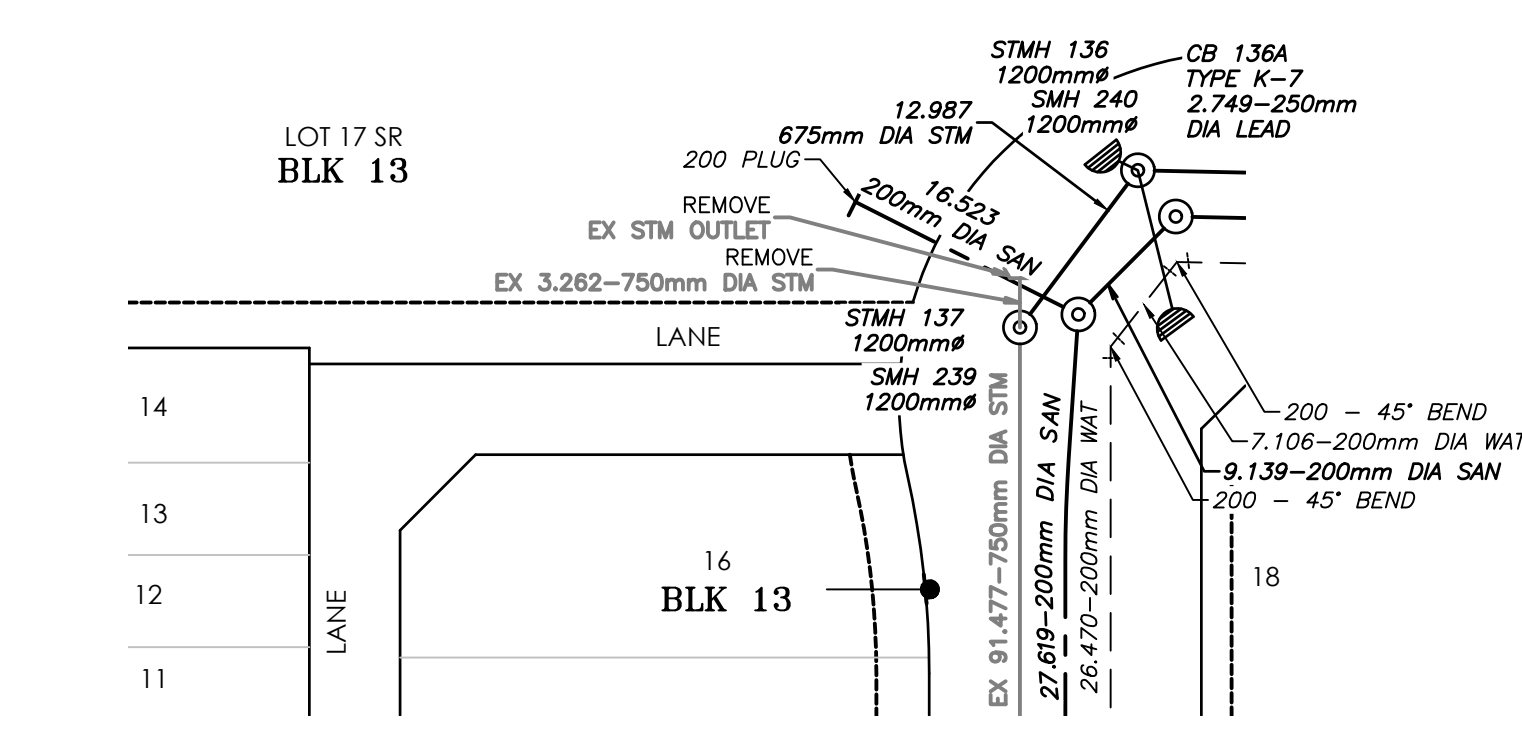 STMH 136
1200mmø
SMH 240
1200mmø
CB 136A
TYPE K-7
2.749-250mm
DIA LEAD
12.987
675mm DIA STM
LOT 17 SR
BLK 13
200 PLUG
16.523
200mm DIA SAN
REMOVE
EX STM OUTLET
REMOVE
EX 3.262-750mm DIA STM
STMH 137
1200mmø
LANE
SMH 239
1200mmø
14
13
12
11
LANE
16
BLK 13
EX 91.477-750mm DIA STM
27.619-200mm DIA SAN
26.470-200mm DIA WAT
200 - 45° BEND
7.106-200mm DIA WAT
9.139-200mm DIA SAN
200 - 45° BEND
18